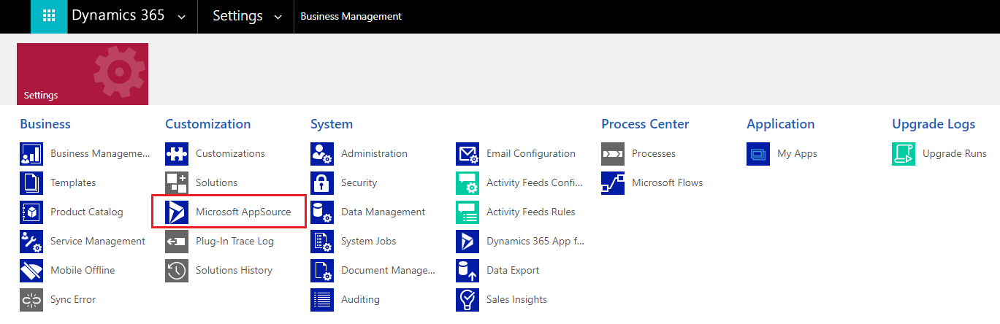 Dynamics 365 Settings Business Management
Settings
Business
Business Manageme...
Templates
Product Catalog
Service Management
Mobile Offline
Sync Error
Customization
Customizations
Solutions
Microsoft AppSource
Plug-In Trace Log
Solutions History
System
Administration
Security
Data Management
System Jobs
Document Manage...
Auditing
Email Configuration
Activity Feeds Confi...
Activity Feeds Rules
Dynamics 365 App f...
Data Export
Sales Insights
Process Center
Processes
Microsoft Flows
Application
My Apps
Upgrade Logs
Upgrade Runs